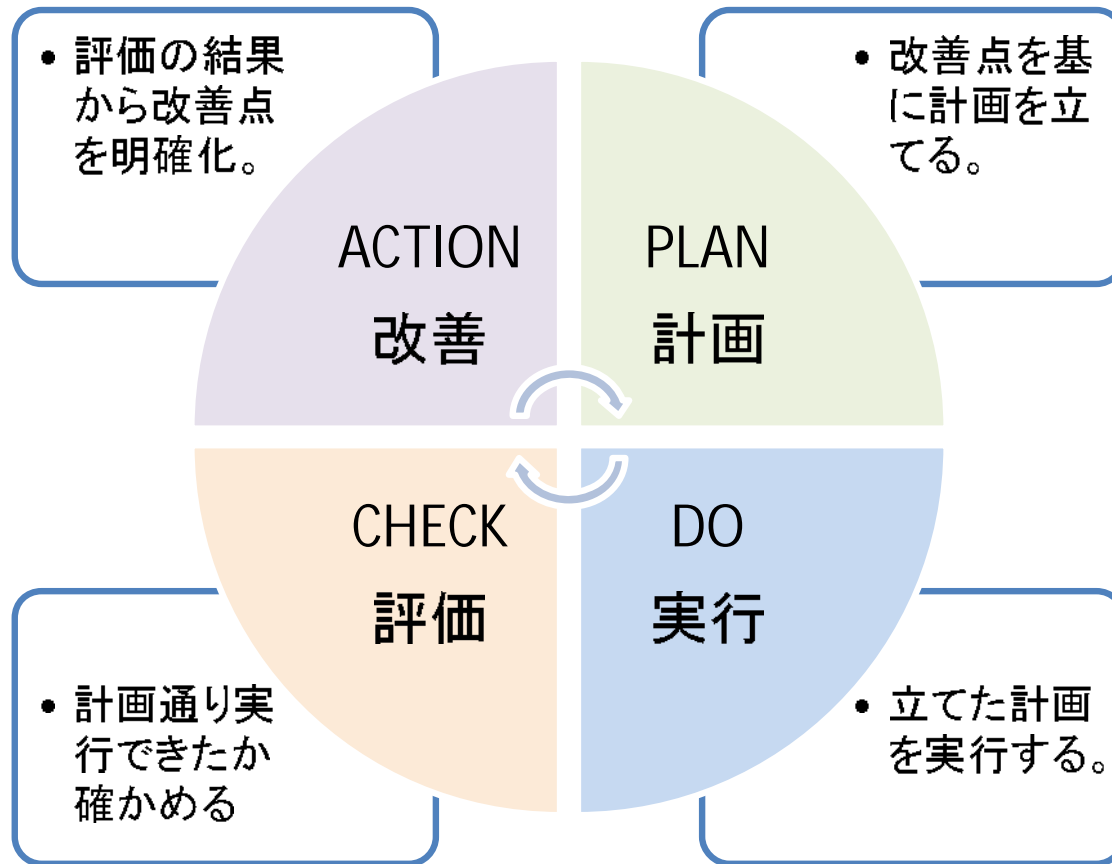 • 評価の結果
から改善点
を明確化。
• 改善点を基
に計画を立
てる。
ACTION
改善
PLAN
計画
CHECK
評価
DO
実行
• 計画通り実
行できたか
確かめる
• 立てた計画
を実行する。